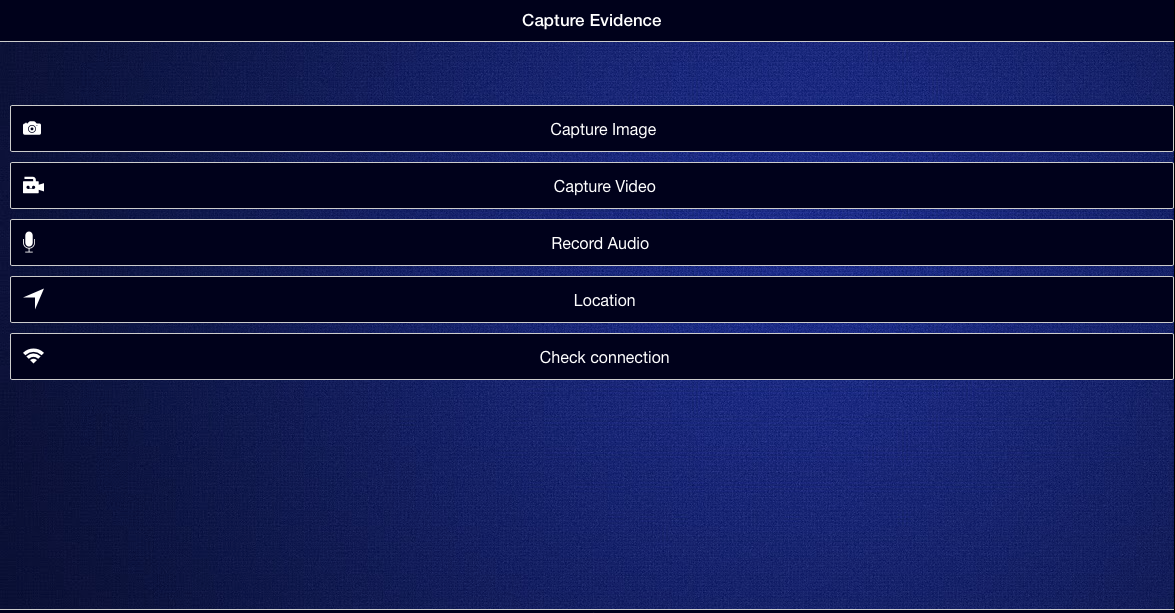 Capture Evidence
Capture Image
Capture Video
Record Audio
Location
Check connection